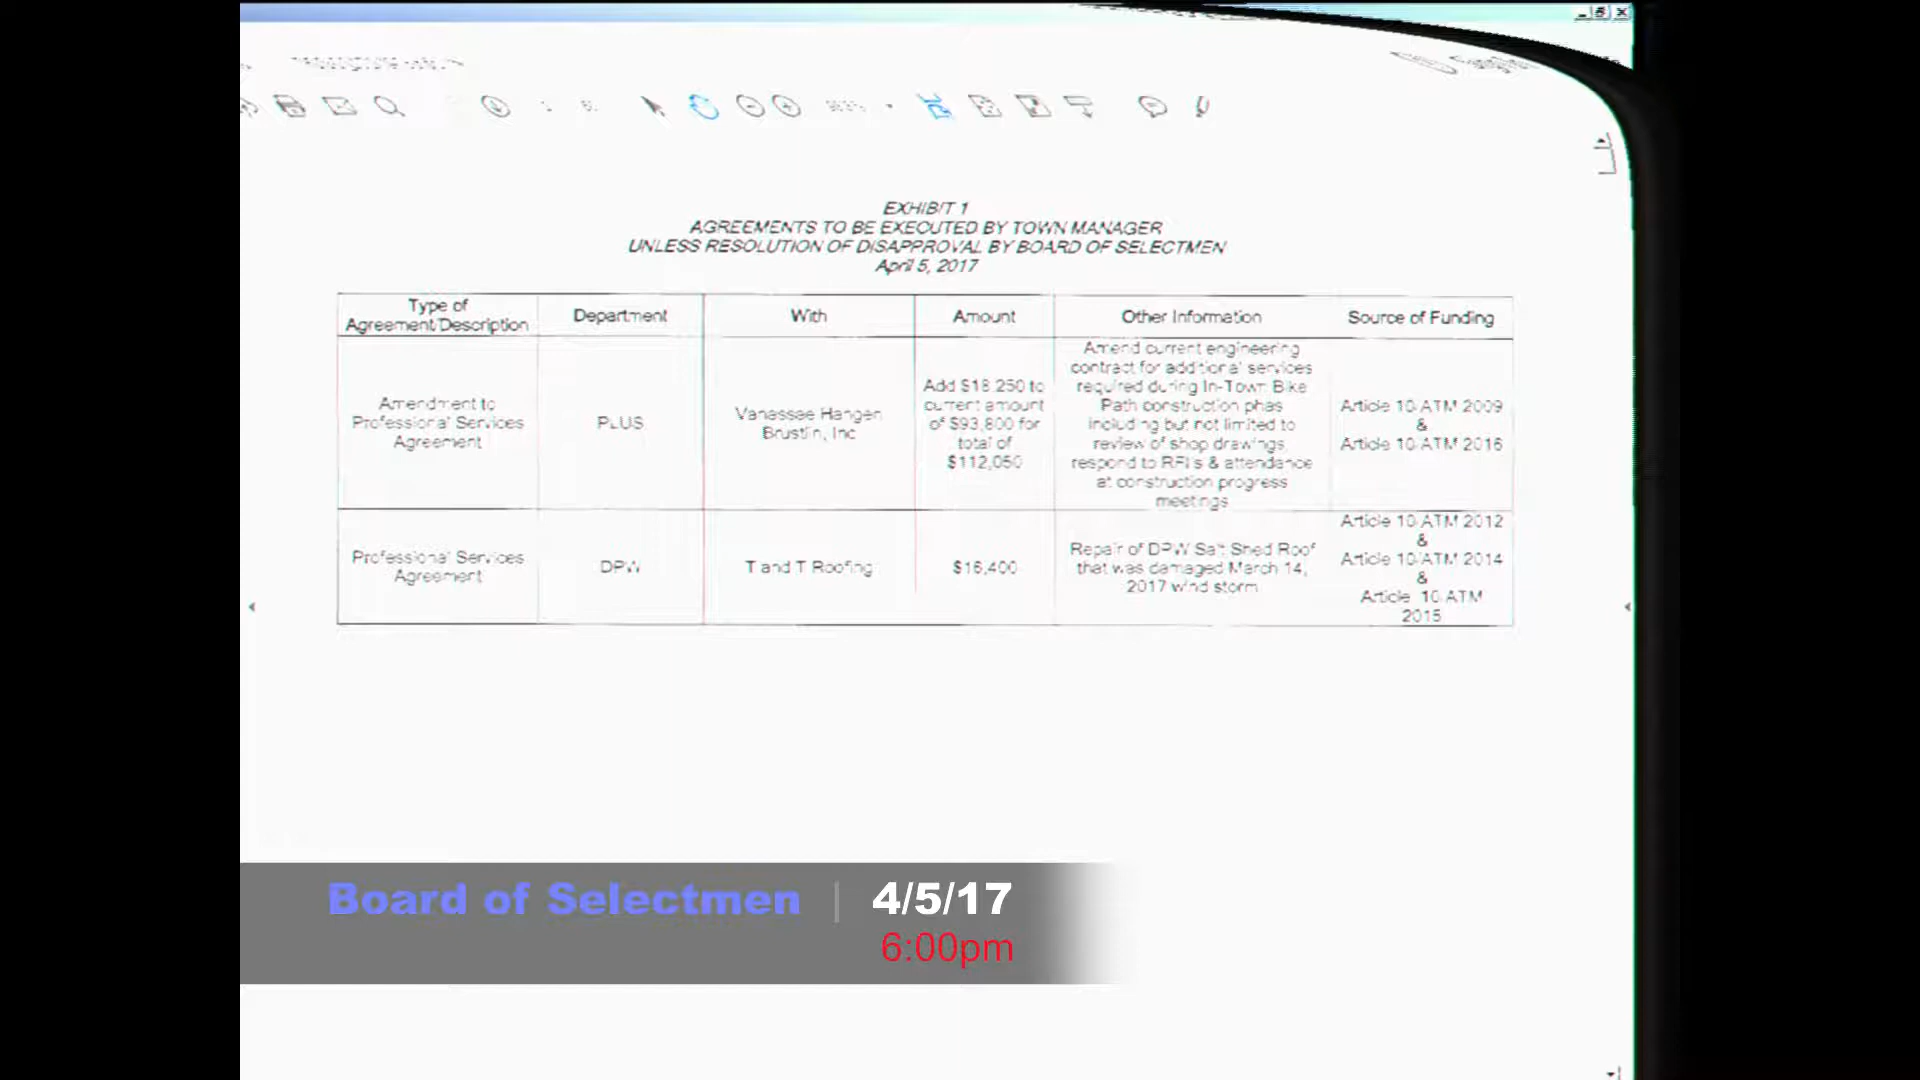 EXHIBIT 1
AGREEMENTS TO BE EXECUTED BY TOWN MANAGER
UNLESS RESOLUTION OF DISAPPROVAL BY BOARD OF SELECTMEN
April 5, 2017
Type of
Agreement/Description
Department
With
Amount
Other Information
Source of Funding
Amendment to
Professional Services
Agreement
PLUS
Vanassee Hangen
Brustlin, Inc
Add $18,250 to
current amount
of $93,800 for
total of
$112,050
Amend current engineering
contract for additional services
required during In-Town Bike
Path construction phas
including but not limited to
review of shop drawings,
respond to RFI's & attendance
at construction progress
meetings
Article 10 ATM 2009
&
Article 10 ATM 2016
Professional Services
Agreement
DPW
T and T Roofing
$16,400
Repair of DPW Salt Shed Roof
that was damaged March 14,
2017 wind storm
Article 10 ATM 2012
&
Article 10 ATM 2014
&
Article 10 ATM
2015
Board of Selectmen | 4/5/17
6:00pm